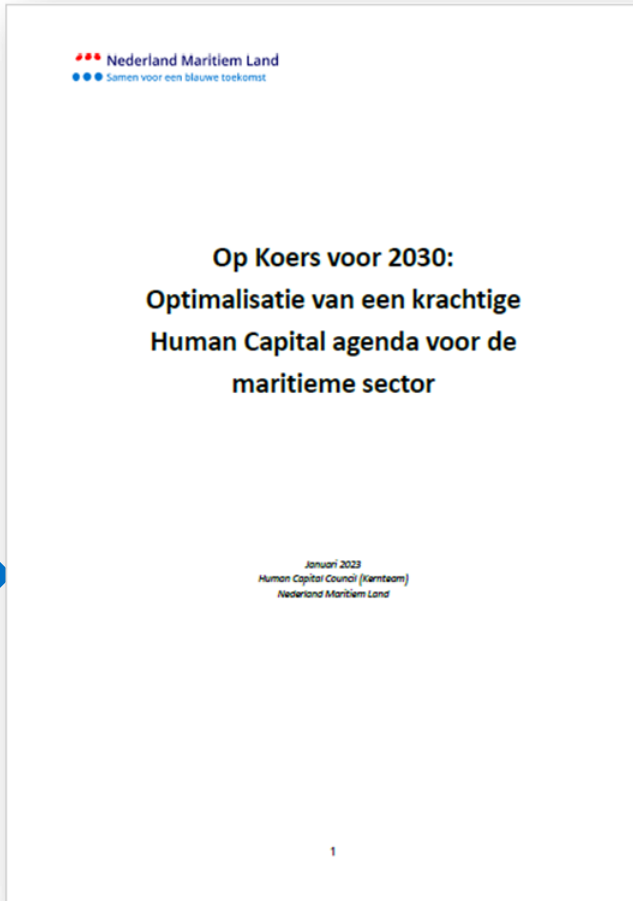 Nederland Maritiem Land
Samen voor een blauwe toekomst
Op Koers voor 2030:
Optimalisatie van een krachtige
Human Capital agenda voor de
maritieme sector
Januari 2023
Human Capital Council (Kernteam)
Nederland Maritiem Land
1